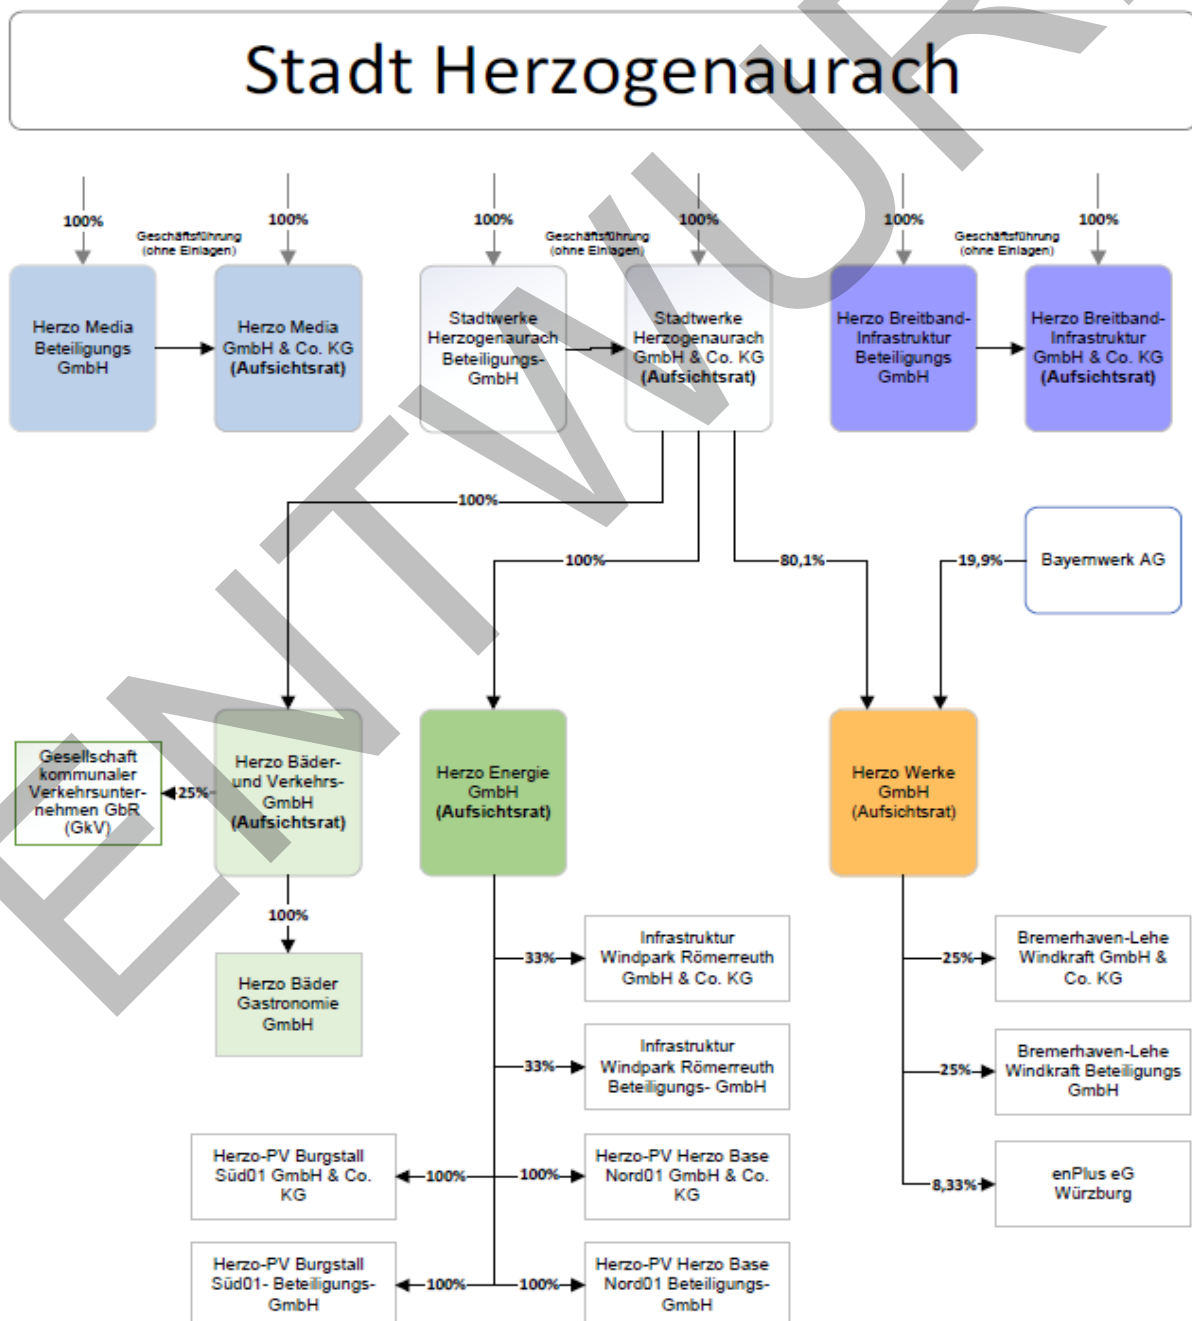 Stadt Herzogenaurach
100%
100%
100%
100%
100%
100%
Geschäftsführung
(ohne Einlagen)
Geschäftsführung
(ohne Einlagen)
Geschäftsführung
(ohne Einlagen)
Herzo Media
Beteiligungs
GmbH
Herzo Media
GmbH & Co. KG
(Aufsichtsrat)
Stadtwerke
Herzogenaurach
Beteiligungs-
GmbH
Stadtwerke
Herzogenaurach
GmbH & Co. KG
(Aufsichtsrat)
Herzo Breitband-
Infrastruktur
Beteiligungs
GmbH
Herzo Breitband-
Infrastruktur
GmbH & Co. KG
(Aufsichtsrat)
100%
100%
80,1%
19,9%
Bayernwerk AG
Gesellschaft
kommunaler
Verkehrsunter-
nehmen GbR
(GkV)
25%
Herzo Bäder-
und Verkehrs-
GmbH
(Aufsichtsrat)
Herzo Energie
GmbH
(Aufsichtsrat)
Herzo Werke
GmbH
(Aufsichtsrat)
100%
Herzo Bäder
Gastronomie
GmbH
33%
Infrastruktur
Windpark Römerreuth
GmbH & Co. KG
33%
Infrastruktur
Windpark Römerreuth
Beteiligungs- GmbH
Herzo-PV Burgstall
Süd01 GmbH & Co.
KG
100%
100%
Herzo-PV Herzo Base
Nord01 GmbH & Co.
KG
Herzo-PV Burgstall
Süd01- Beteiligungs-
GmbH
100%
100%
Herzo-PV Herzo Base
Nord01 Beteiligungs-
GmbH
25%
Bremerhaven-Lehe
Windkraft GmbH &
Co. KG
25%
Bremerhaven-Lehe
Windkraft Beteiligungs
GmbH
8,33%
enPlus eG
Würzburg
ENTWUR